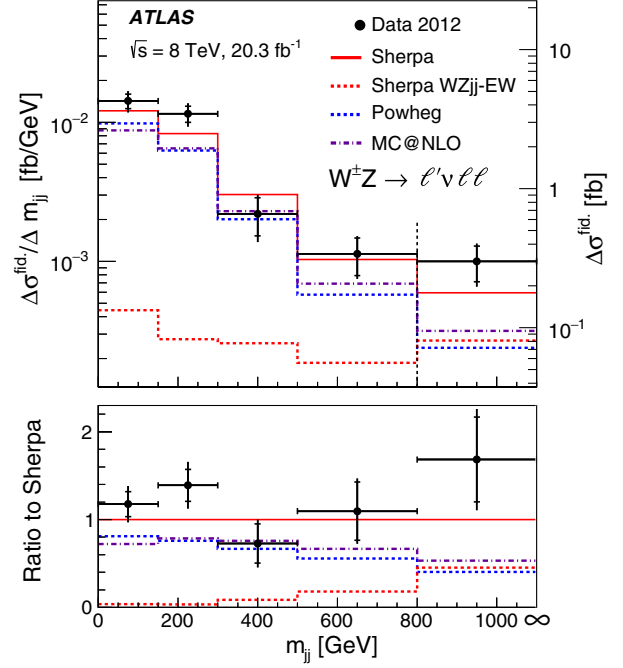 ATLAS
√s = 8 TeV, 20.3 fb⁻¹
Data 2012
Sherpa
Sherpa WZjj-EW
Powheg
MC@NLO
W±Z → ℓ′ν ℓℓ
Δσ^fid./Δ m_jj [fb/GeV]
10⁻²
10⁻³
Δσ^fid. [fb]
10
1
10⁻¹
Ratio to Sherpa
2
1
0
0 200 400 600 800 1000 ∞
m_jj [GeV]